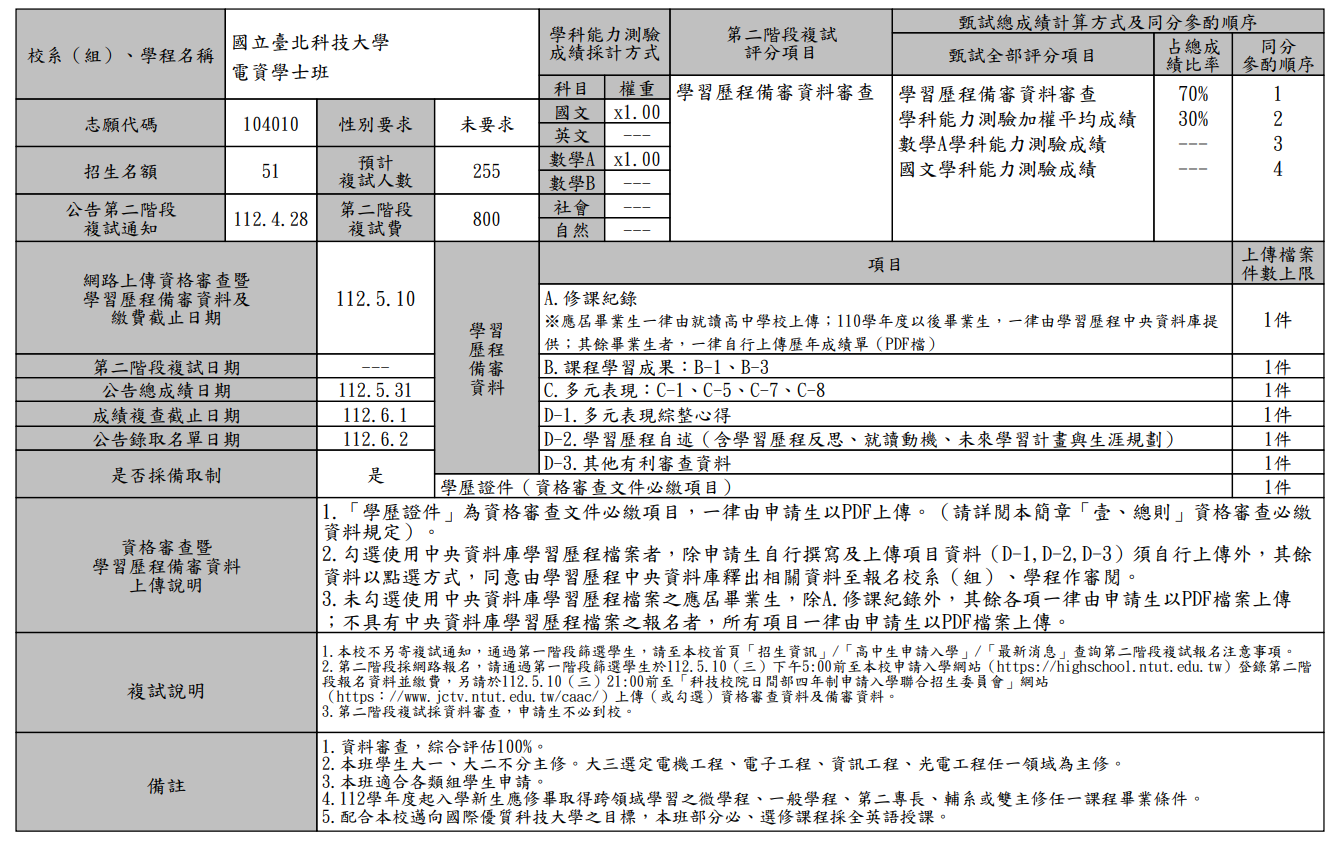 校系（組）、學程名稱
國立臺北科技大學
電資學士班
學科能力測驗
成績採計方式
第二階段複試
評分項目
甄試總成績計算方式及同分參酌順序
甄試全部評分項目
占總成
績比率
同分
參酌順序
科目 權重
學習歷程備審資料審查
學習歷程備審資料審查 70% 1
學科能力測驗加權平均成績 30% 2
數學A學科能力測驗成績 --- 3
國文學科能力測驗成績 --- 4
志願代碼 104010 性別要求 未要求
國文 x1.00
英文 ---
招生名額 51 預計
複試人數 255
數學A x1.00
數學B ---
公告第二階段
複試通知 112.4.28 第二階段
複試費 800
社會 ---
自然 ---
網路上傳資格審查暨
學習歷程備審資料及
繳費截止日期
112.5.10
學習
歷程
備審
資料
項目
上傳檔案
件數上限
A.修課紀錄
※應屆畢業生一律由就讀高中學校上傳；110學年度以後畢業生，一律由學習歷程中央資料庫提
供；其餘畢業生者，一律自行上傳歷年成績單（PDF檔）
1件
第二階段複試日期 ---
B.課程學習成果：B-1、B-3 1件
公告總成績日期 112.5.31
C.多元表現：C-1、C-5、C-7、C-8 1件
成績複查截止日期 112.6.1
D-1.多元表現綜整心得 1件
公告錄取名單日期 112.6.2
D-2.學習歷程自述（含學習歷程反思、就讀動機、未來學習計畫與生涯規劃） 1件
是否採備取制 是
D-3.其他有利審查資料 1件
學歷證件（資格審查文件必繳項目） 1件
資格審查暨
學習歷程備審資料
上傳說明
1.「學歷證件」為資格審查文件必繳項目，一律由申請生以PDF上傳。（請詳閱本簡章「壹、總則」資格審查必繳
資料規定）。
2.勾選使用中央資料庫學習歷程檔案者，除申請生自行撰寫及上傳項目資料（D-1,D-2,D-3）須自行上傳外，其餘
資料以點選方式，同意由學習歷程中央資料庫釋出相關資料至報名校系（組）、學程作審閱。
3.未勾選使用中央資料庫學習歷程檔案之應屆畢業生，除A.修課紀錄外，其餘各項一律由申請生以PDF檔案上傳
；不具有中央資料庫學習歷程檔案之報名者，所有項目一律由申請生以PDF檔案上傳。
複試說明
1.本校不另寄複試通知，通過第一階段篩選學生，請至本校首頁「招生資訊」/「高中生申請入學」/「最新消息」查詢第二階段複試報名注意事項。
2.第二階段採網路報名，請通過第一階段篩選學生於112.5.10（三）下午5:00前至本校申請入學網站（https://highschool.ntut.edu.tw）登錄第二階
段報名資料並繳費，另請於112.5.10（三）21:00前至「科技校院日間部四年制申請入學聯合招生委員會」網站
（https：//www.jctv.ntut.edu.tw/caac/）上傳（或勾選）資格審查資料及備審資料。
3.第二階段複試採資料審查，申請生不必到校。
備註
1.資料審查，綜合評估100%。
2.本班學生大一、大二不分主修。大三選定電機工程、電子工程、資訊工程、光電工程任一領域為主修。
3.本班適合各類組學生申請。
4.112學年度起入學新生應修畢取得跨領域學習之微學程、一般學程、第二專長、輔系或雙主修任一課程畢業條件。
5.配合本校邁向國際優質科技大學之目標，本班部分必、選修課程採全英語授課。